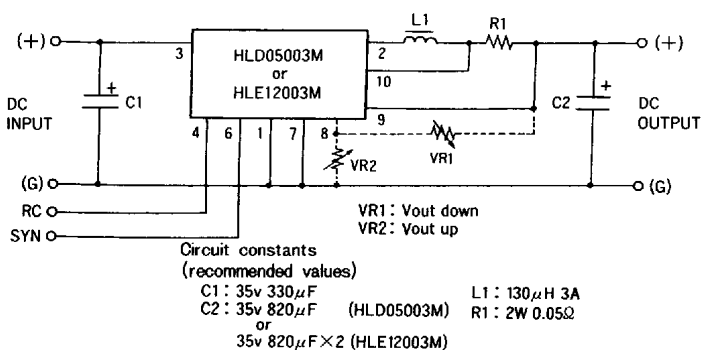 L1
R1
(+)
3
HLD05003M
or
HLE12003M
2
10
9
(+)
DC
INPUT
+
C1
C2
+
DC
OUTPUT
4
6
1
7
8
VR1
VR2
(G)
(G)
RC
SYN
VR1: Vout down
VR2: Vout up
Circuit constants
(recommended values)
C1: 35v 330μF
L1: 130μH 3A
C2: 35v 820μF (HLD05003M)
R1: 2W 0.05Ω
or
35v 820μF×2 (HLE12003M)